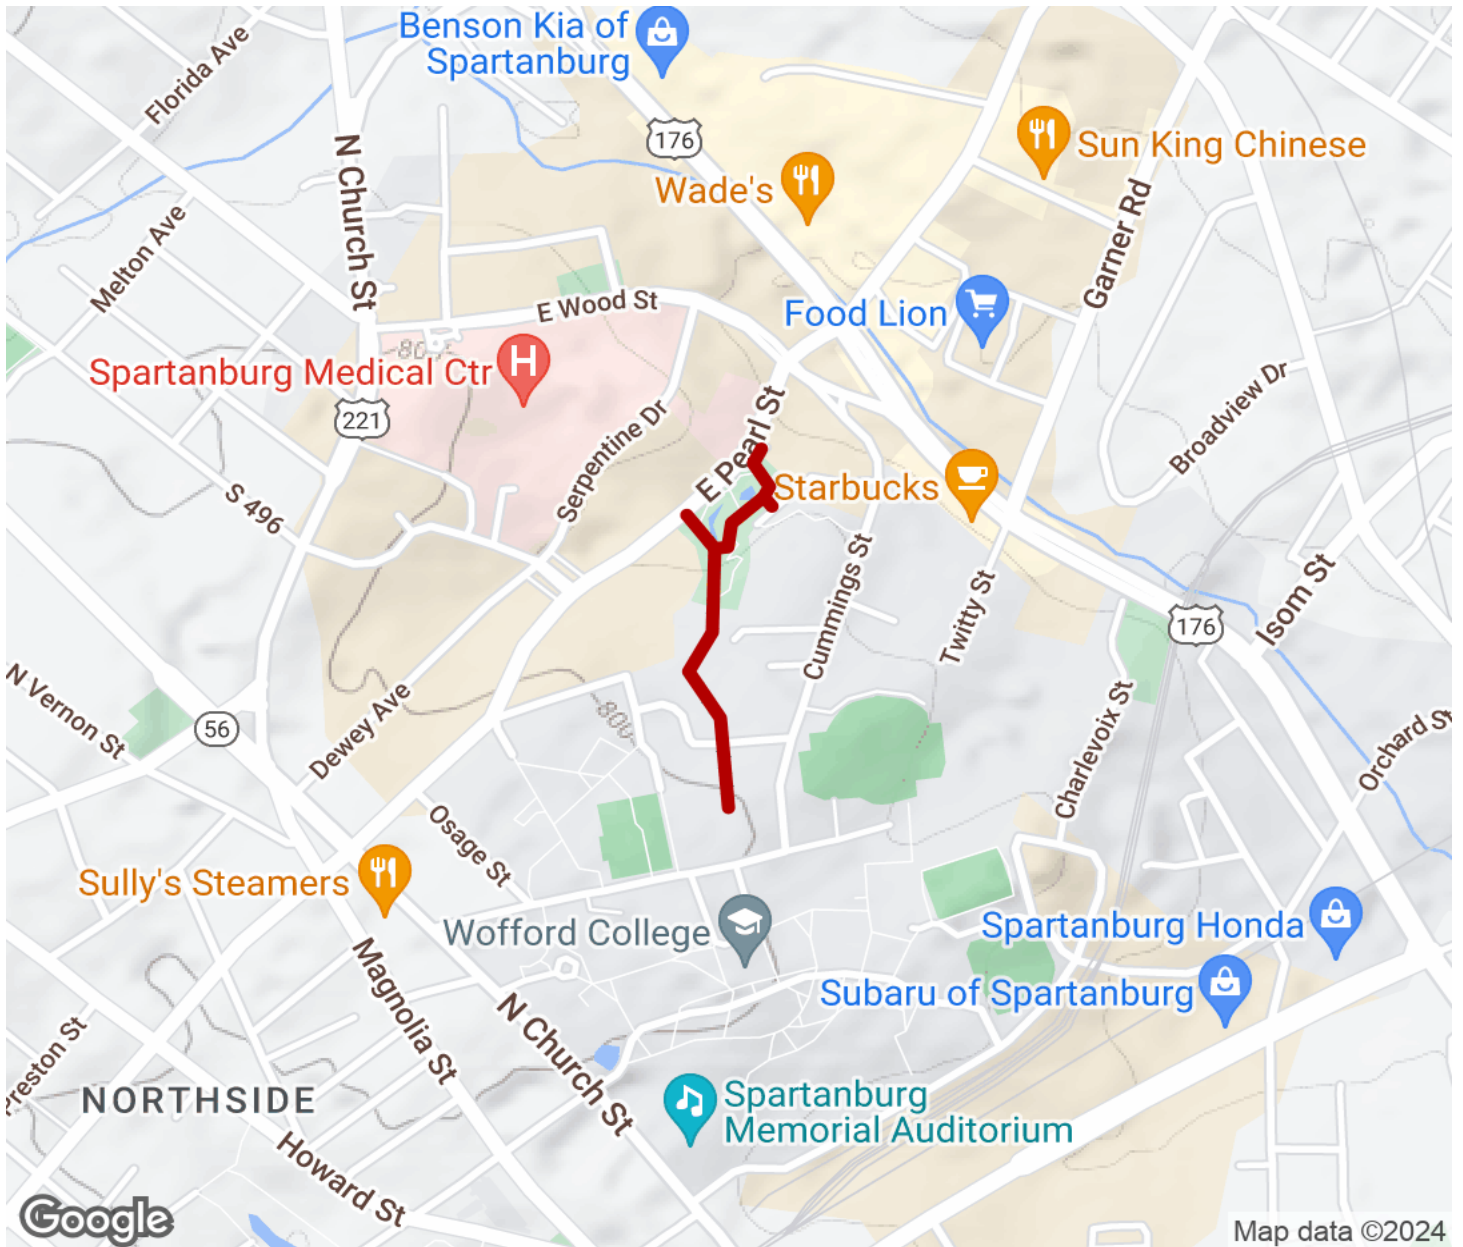 Benson Kia of
Spartanburg
Florida Ave
176
N Church St
Sun King Chinese
Wade's
Melton Ave
Garner Rd
E Wood St
Food Lion
Spartanburg Medical Ctr
H
221
Serpentine Dr
E Pearl St
Broadview Dr
S 496
Starbucks
Cummings St
Twitty St
Isom St
176
N Vernon St
56
Dewey Ave
800
Charlevoix St
Orchard St
Osage St
Sully's Steamers
Wofford College
Spartanburg Honda
Subaru of Spartanburg
Magnolia St
N Church St
Preston St
NORTHSIDE
Spartanburg
Memorial Auditorium
Howard St
Google
Map data ©2024